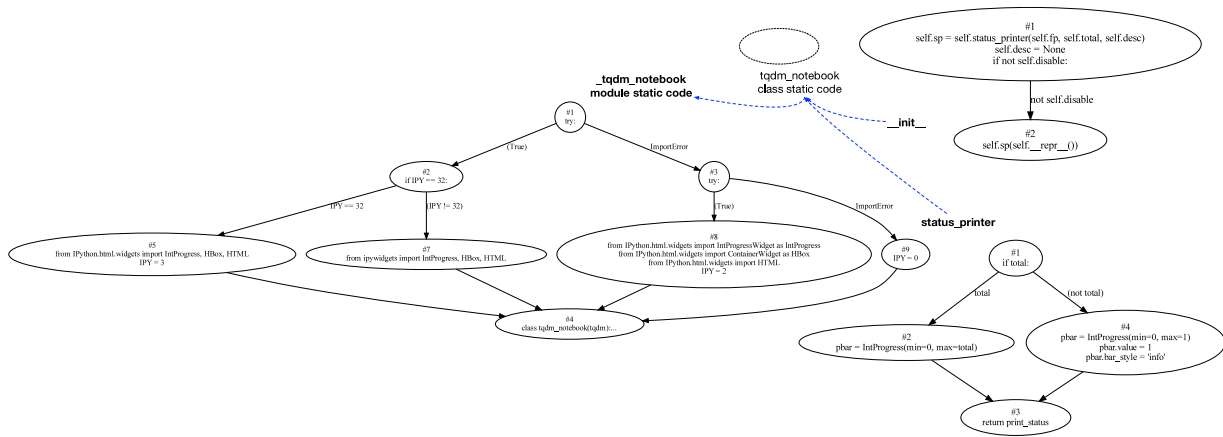 #1
self.sp = self.status_printer(self.fp, self.total, self.desc)
self.desc = None
if not self.disable:
not self.disable
#2
self.sp(self.__repr__())
tqdm_notebook
class static code
_tqdm_notebook
module static code
__init__
status_printer
#1
try:
(True)
ImportError
#2
if IPY == 32:
#3
try:
IPY == 32
(IPY != 32)
(True)
ImportError
#5
from IPython.html.widgets import IntProgress, HBox, HTML
IPY = 3
#7
from ipywidgets import IntProgress, HBox, HTML
#8
from IPython.html.widgets import IntProgressWidget as IntProgress
from IPython.html.widgets import ContainerWidget as HBox
from IPython.html.widgets import HTML
IPY = 2
#9
IPY = 0
#4
class tqdm_notebook(tqdm):...
#1
if total:
total
(not total)
#2
pbar = IntProgress(min=0, max=total)
#4
pbar = IntProgress(min=0, max=1)
pbar.value = 1
pbar.bar_style = 'info'
#3
return print_status